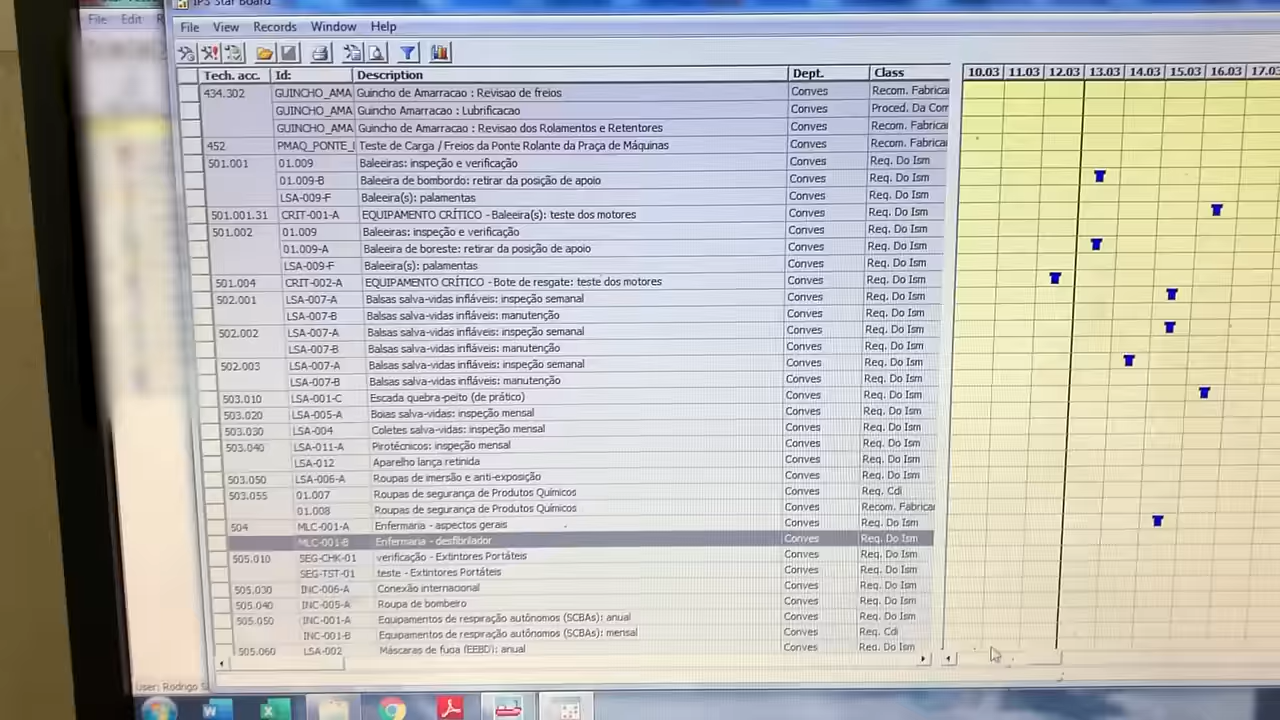 IPS Star Board
File Edit
File View Records Window Help
Tech. acc. Id: Description Dept. Class 10.03 11.03 12.03 13.03 14.03 15.03 16.03 17.03
434.302 GUINCHO_AMA Guincho de Amarracao : Revisao de freios Conves Recom. Fabrica
GUINCHO_AMA Guincho de Amarracao : Lubrificacao Conves Proced. Da Com
GUINCHO_AMA Guincho de Amarracao : Revisao dos Rolamentos e Retentores Conves Recom. Fabrica
452 PMAQ_PONTE_ Teste de Carga / Freios da Ponte Rolante da Praça de Máquinas Conves Recom. Fabrica
501.001 01.009 Baleeiras: inspeção e verificação Conves Req. Do Ism
01.009-B Baleeira de bombordo: retirar da posição de apoio Conves Req. Do Ism
LSA-009-F Baleeira(s): palamentas Conves Req. Do Ism
501.001.31 CRIT-001-A EQUIPAMENTO CRÍTICO - Baleeira(s): teste dos motores Conves Req. Do Ism
501.002 01.009 Baleeiras: inspeção e verificação Conves Req. Do Ism
01.009-A Baleeira de boreste: retirar da posição de apoio Conves Req. Do Ism
LSA-009-F Baleeira(s): palamentas Conves Req. Do Ism
501.004 CRIT-002-A EQUIPAMENTO CRÍTICO - Bote de resgate: teste dos motores Conves Req. Do Ism
502.001 LSA-007-A Balsas salva-vidas infláveis: inspeção semanal Conves Req. Do Ism
LSA-007-B Balsas salva-vidas infláveis: manutenção Conves Req. Do Ism
502.002 LSA-007-A Balsas salva-vidas infláveis: inspeção semanal Conves Req. Do Ism
LSA-007-B Balsas salva-vidas infláveis: manutenção Conves Req. Do Ism
502.003 LSA-007-A Balsas salva-vidas infláveis: inspeção semanal Conves Req. Do Ism
LSA-007-B Balsas salva-vidas infláveis: manutenção Conves Req. Do Ism
503.010 LSA-001-C Escada quebra-peito (de prático) Conves Req. Do Ism
503.020 LSA-005-A Boias salva-vidas: inspeção mensal Conves Req. Do Ism
503.030 LSA-004 Coletes salva-vidas: inspeção mensal Conves Req. Do Ism
503.040 LSA-011-A Pirotécnicos: inspeção mensal Conves Req. Do Ism
LSA-012 Aparelho lança retinida Conves Req. Do Ism
503.050 LSA-006-A Roupas de imersão e anti-exposição Conves Req. Do Ism
503.055 01.007 Roupas de segurança de Produtos Químicos Conves Req. Cdi
01.008 Roupas de segurança de Produtos Químicos Conves Recom. Fabrica
504 MLC-001-A Enfermaria - aspectos gerais Conves Req. Do Ism
MLC-001-B Enfermaria - desfibrilador Conves Req. Do Ism
505.010 SEG-CHK-01 verificação - Extintores Portáteis Conves Req. Do Ism
SEG-TST-01 teste - Extintores Portáteis Conves Req. Do Ism
505.030 INC-006-A Conexão internacional Conves Req. Do Ism
505.040 INC-005-A Roupa de bombeiro Conves Req. Do Ism
505.050 INC-001-A Equipamentos de respiração autônomos (SCBAs): anual Conves Req. Do Ism
INC-001-B Equipamentos de respiração autônomos (SCBAs): mensal Conves Req. Cdi
505.060 LSA-002 Máscaras de fuga (EEBD): anual Conves Req. Do Ism
User: Rodrigo